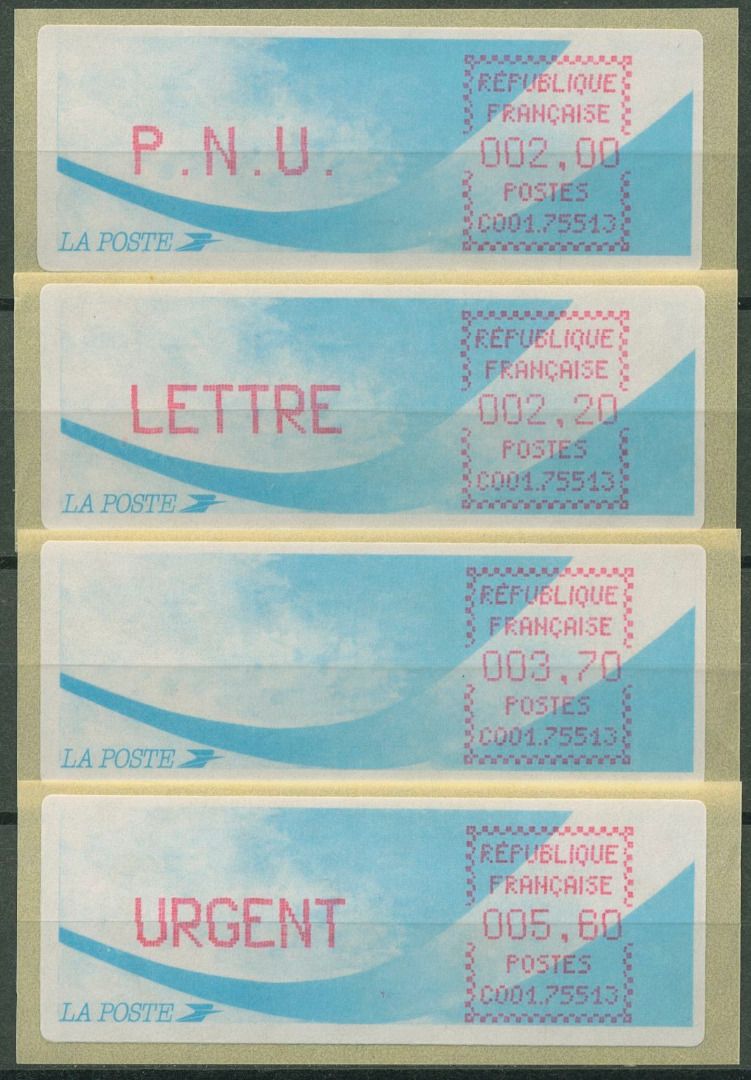 P.N.U.
LA POSTE
RÉPUBLIQUE
FRANÇAISE
002,00
POSTES
C001.75513
LETTRE
LA POSTE
RÉPUBLIQUE
FRANÇAISE
002,20
POSTES
C001.75513
LA POSTE
RÉPUBLIQUE
FRANÇAISE
003,70
POSTES
C001.75513
URGENT
LA POSTE
RÉPUBLIQUE
FRANÇAISE
005,60
POSTES
C001.75513